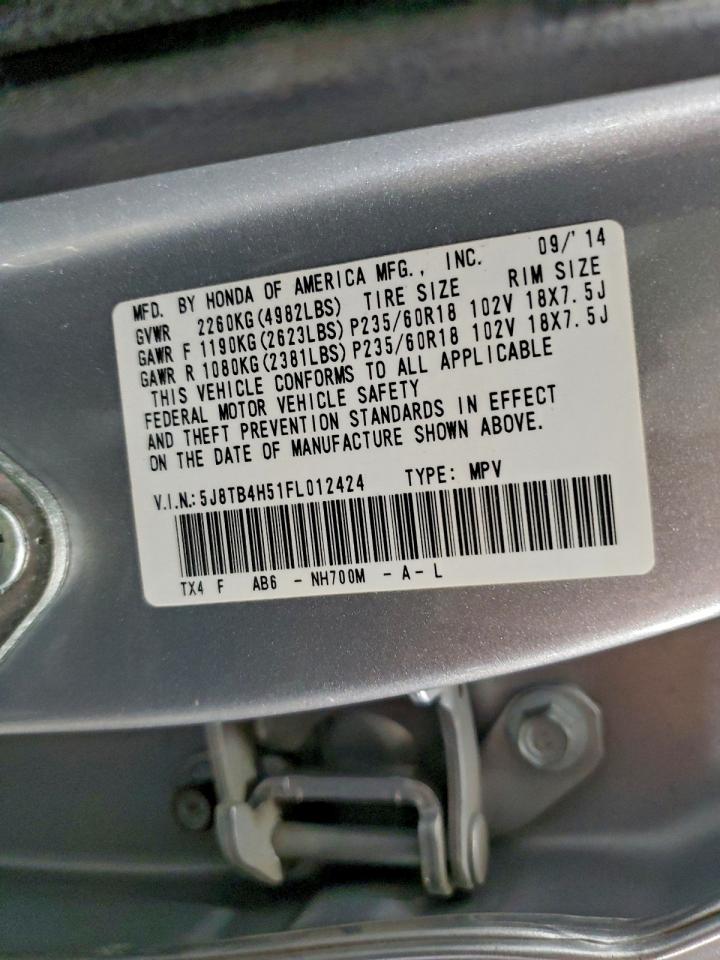 MFD. BY HONDA OF AMERICA MFG., INC. 09/'14
GVWR 2260KG(4982LBS) TIRE SIZE RIM SIZE
GAWR F 1190KG(2623LBS) P235/60R18 102V 18X7.5J
GAWR R 1080KG(2381LBS) P235/60R18 102V 18X7.5J
THIS VEHICLE CONFORMS TO ALL APPLICABLE
FEDERAL MOTOR VEHICLE SAFETY
AND THEFT PREVENTION STANDARDS IN EFFECT
ON THE DATE OF MANUFACTURE SHOWN ABOVE.
V.I.N.: 5J8TB4H51FL012424 TYPE: MPV
TX4 F AB6 - NH700M - A - L